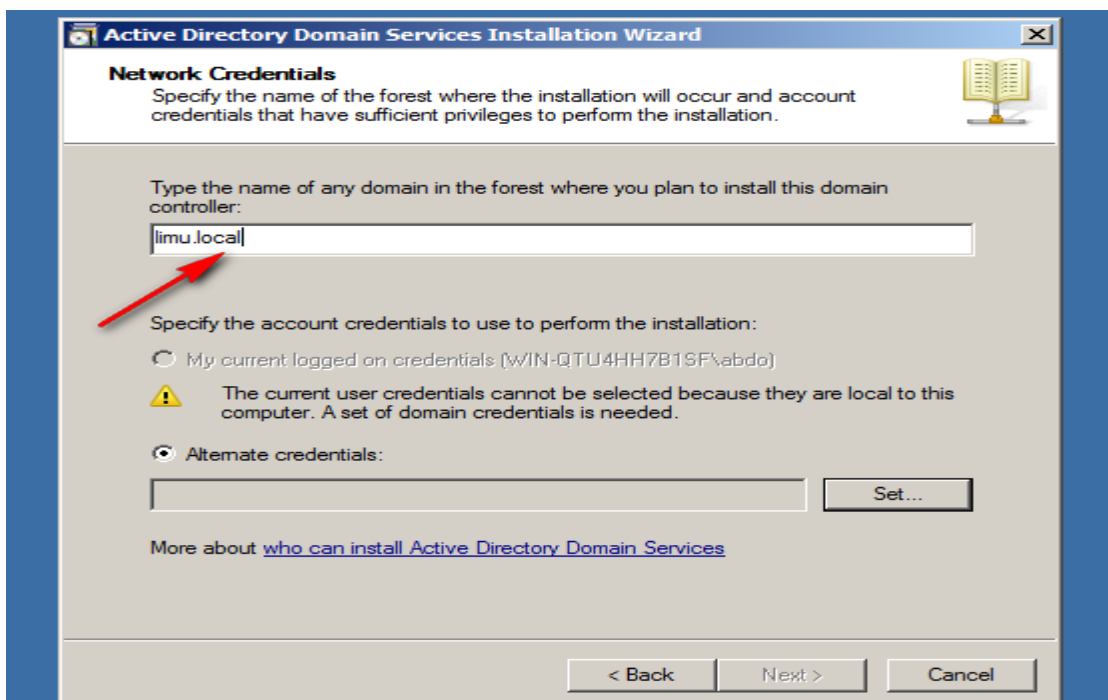 Active Directory Domain Services Installation Wizard
Network Credentials
Specify the name of the forest where the installation will occur and account
credentials that have sufficient privileges to perform the installation.
Type the name of any domain in the forest where you plan to install this domain
controller:
limu.local
Specify the account credentials to use to perform the installation:
My current logged on credentials (WIN-QTU4HH7B1SF\abdo)
The current user credentials cannot be selected because they are local to this
computer. A set of domain credentials is needed.
Alternate credentials:
Set...
More about who can install Active Directory Domain Services
< Back
Next >
Cancel